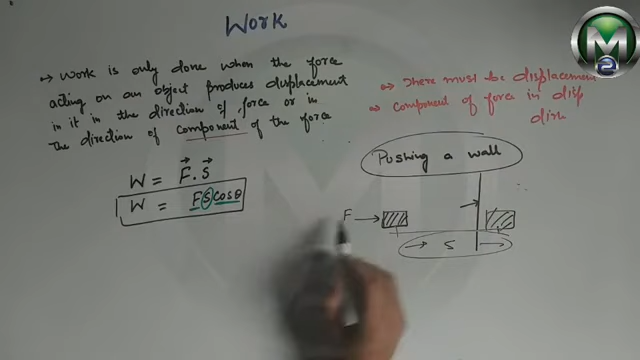 Work
→ Work is only done when the force
acting on an object produces displacement
in it in the direction of force or in
the direction of component of the force
W = F⃗.S⃗
W = FSCosθ
→ There must be displacement
→ Component of force in disp
dirn
Pushing a wall
F →
→ S →
M
2